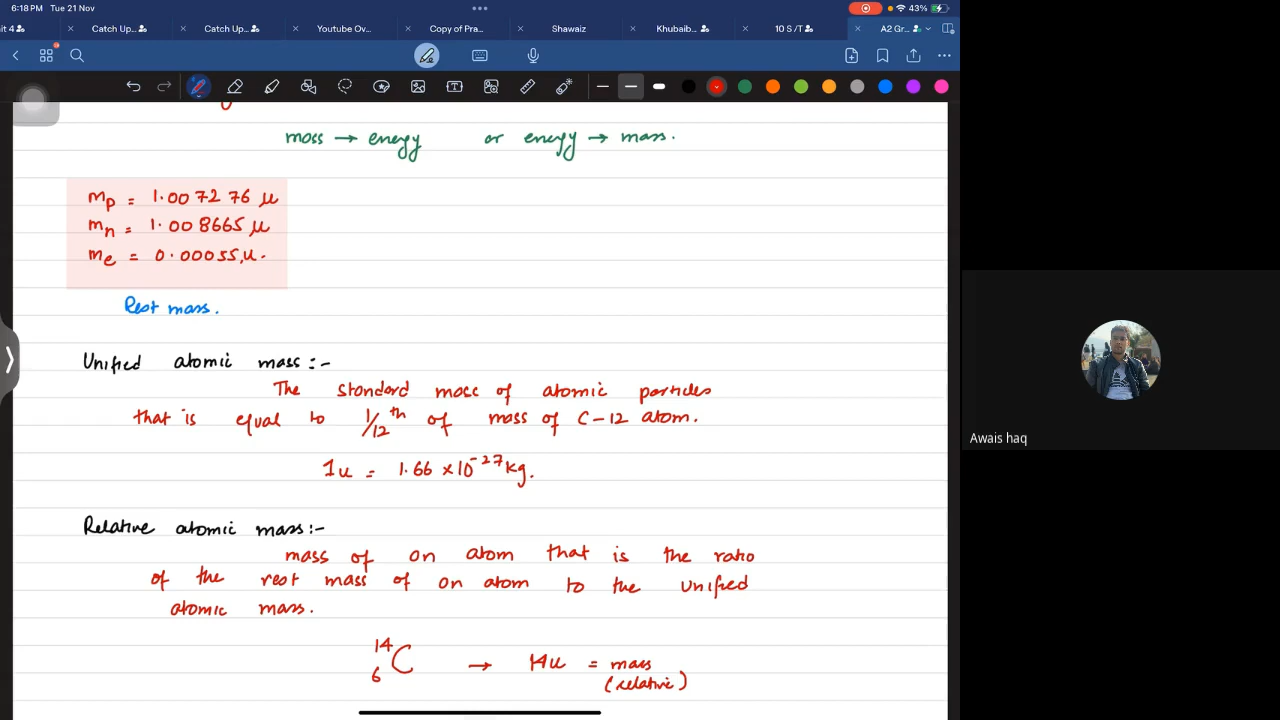 6:18 PM Tue 21 Nov
43%
it 4
Catch Up...
Catch Up...
Youtube Ov...
Copy of Pra...
Shawaiz
Khubaib...
10 S /T
A2 Gr...
mass → energy or energy → mass.
mp = 1.007276 u
mn = 1.008665 u
me = 0.00055 u.
Rest mass.
Unified atomic mass :-
The standard mass of atomic particles
that is equal to 1/12th of mass of C-12 atom.
1u = 1.66 × 10⁻²⁷ kg.
Relative atomic mass :-
mass of an atom that is the ratio
of the rest mass of an atom to the unified
atomic mass.
¹⁴₆C → 14u = mass
(relative)
Awais haq